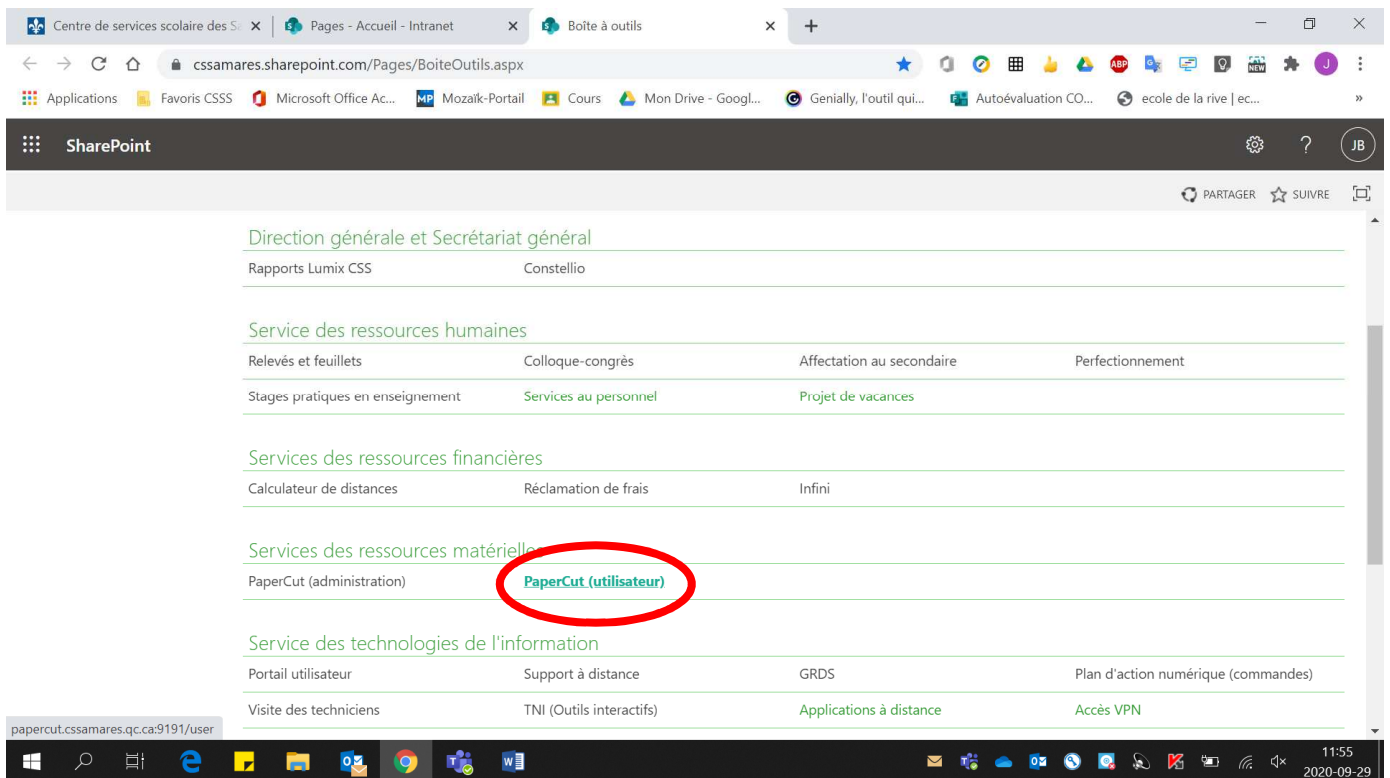 Centre de services scolaire des S
Pages - Accueil - Intranet
Boîte à outils
cssamares.sharepoint.com/Pages/BoiteOutils.aspx
ABP
NEW
J
Applications
Favoris CSSS
Microsoft Office Ac...
MP
Mozaïk-Portail
Cours
Mon Drive - Googl...
Genially, l'outil qui...
Autoévaluation CO...
ecole de la rive | ec...
»
SharePoint
?
JB
PARTAGER
SUIVRE
Direction générale et Secrétariat général
Rapports Lumix CSS
Constellio
Service des ressources humaines
Relevés et feuillets
Colloque-congrès
Affectation au secondaire
Perfectionnement
Stages pratiques en enseignement
Services au personnel
Projet de vacances
Services des ressources financières
Calculateur de distances
Réclamation de frais
Infini
Services des ressources matérielles
PaperCut (administration)
PaperCut (utilisateur)
Service des technologies de l'information
Portail utilisateur
Support à distance
GRDS
Plan d'action numérique (commandes)
Visite des techniciens
TNI (Outils interactifs)
Applications à distance
Accès VPN
papercut.cssamares.qc.ca:9191/user
11:55
2020-09-29